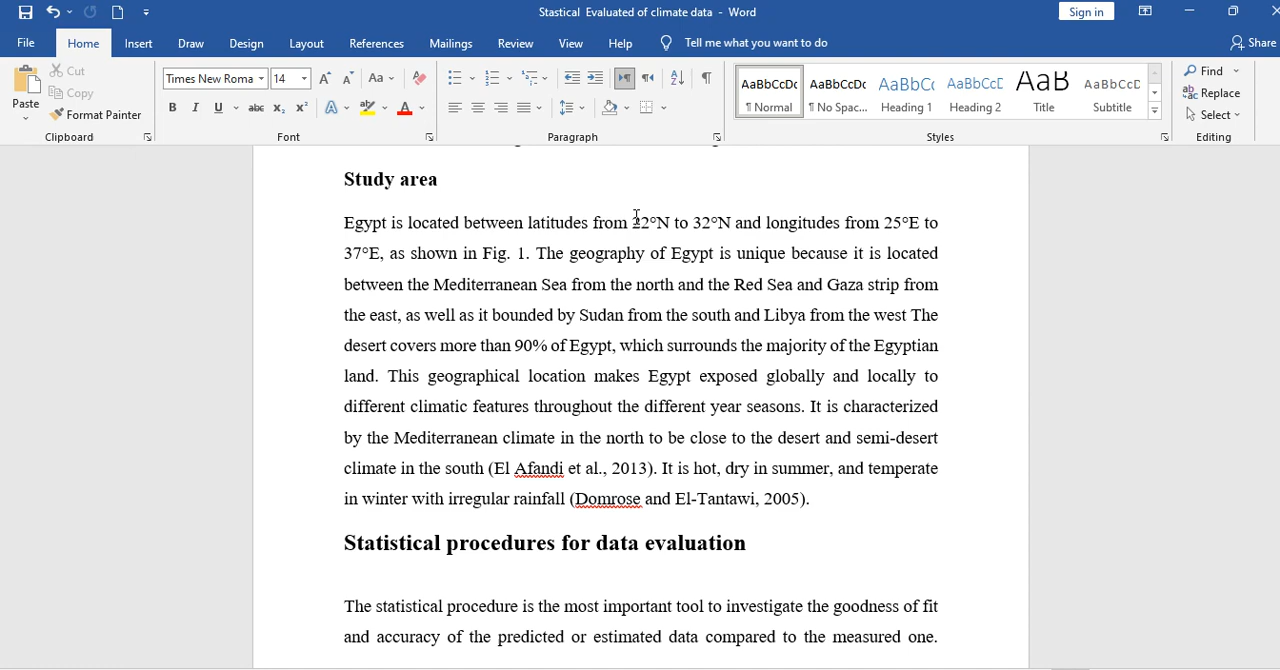 Stastical Evaluated of climate data - Word
Sign in
File Home Insert Draw Design Layout References Mailings Review View Help Tell me what you want to do Share
Paste Cut Copy Format Painter
Times New Roma 14 Aa
B I U abc X₂ X² A A
AaBbCcDc AaBbCcDc AaBbC AaBbCcD AaB AaBbCcD
¶ Normal ¶ No Spac... Heading 1 Heading 2 Title Subtitle
Find Replace Select
Clipboard Font Paragraph Styles Editing
Study area
Egypt is located between latitudes from 22°N to 32°N and longitudes from 25°E to
37°E, as shown in Fig. 1. The geography of Egypt is unique because it is located
between the Mediterranean Sea from the north and the Red Sea and Gaza strip from
the east, as well as it bounded by Sudan from the south and Libya from the west The
desert covers more than 90% of Egypt, which surrounds the majority of the Egyptian
land. This geographical location makes Egypt exposed globally and locally to
different climatic features throughout the different year seasons. It is characterized
by the Mediterranean climate in the north to be close to the desert and semi-desert
climate in the south (El Afandi et al., 2013). It is hot, dry in summer, and temperate
in winter with irregular rainfall (Domrose and El-Tantawi, 2005).
Statistical procedures for data evaluation
The statistical procedure is the most important tool to investigate the goodness of fit
and accuracy of the predicted or estimated data compared to the measured one.